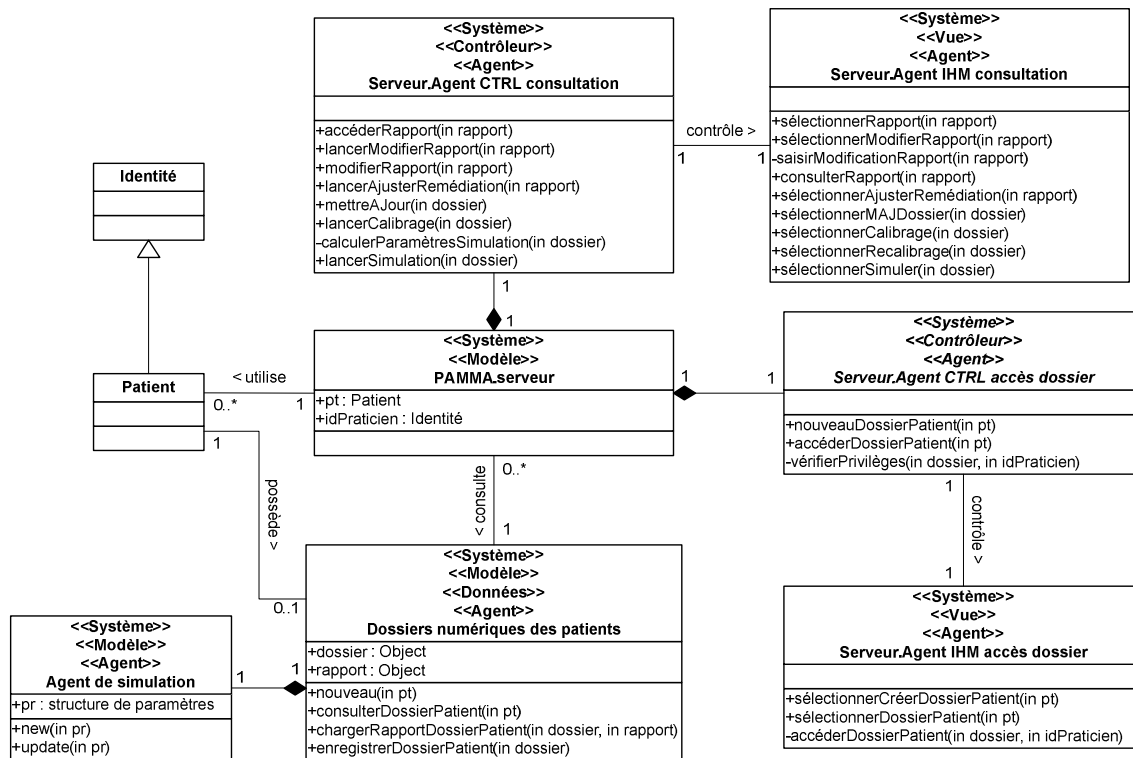 <<Système>>
<<Contrôleur>>
<<Agent>>
Serveur.Agent CTRL consultation
+accéderRapport(in rapport)
+lancerModifierRapport(in rapport)
+modifierRapport(in rapport)
+lancerAjusterRemédiation(in rapport)
+mettreAJour(in dossier)
+lancerCalibrage(in dossier)
-calculerParamètresSimulation(in dossier)
+lancerSimulation(in dossier)
contrôle >
1
1
<<Système>>
<<Vue>>
<<Agent>>
Serveur.Agent IHM consultation
+sélectionnerRapport(in rapport)
+sélectionnerModifierRapport(in rapport)
-saisirModificationRapport(in rapport)
+consulterRapport(in rapport)
+sélectionnerAjusterRemédiation(in rapport)
+sélectionnerMAJDossier(in dossier)
+sélectionnerCalibrage(in dossier)
+sélectionnerRecalibrage(in dossier)
+sélectionnerSimuler(in dossier)
Identité
1
1
<<Système>>
<<Modèle>>
PAMMA.serveur
+pt : Patient
+idPraticien : Identité
Patient
< utilise
0..*
1
1
1
<<Système>>
<<Contrôleur>>
<<Agent>>
Serveur.Agent CTRL accès dossier
+nouveauDossierPatient(in pt)
+accéderDossierPatient(in pt)
-vérifierPrivilèges(in dossier, in idPraticien)
1
possède >
0..1
0..*
< consulte
1
1
contrôle >
1
<<Système>>
<<Modèle>>
<<Données>>
<<Agent>>
Dossiers numériques des patients
+dossier : Object
+rapport : Object
+nouveau(in pt)
+consulterDossierPatient(in pt)
+chargerRapportDossierPatient(in dossier, in rapport)
+enregistrerDossierPatient(in dossier)
<<Système>>
<<Vue>>
<<Agent>>
Serveur.Agent IHM accès dossier
+sélectionnerCréerDossierPatient(in pt)
+sélectionnerDossierPatient(in pt)
-accéderDossierPatient(in dossier, in idPraticien)
<<Système>>
<<Modèle>>
<<Agent>>
Agent de simulation
+pr : structure de paramètres
+new(in pr)
+update(in pr)
1
1